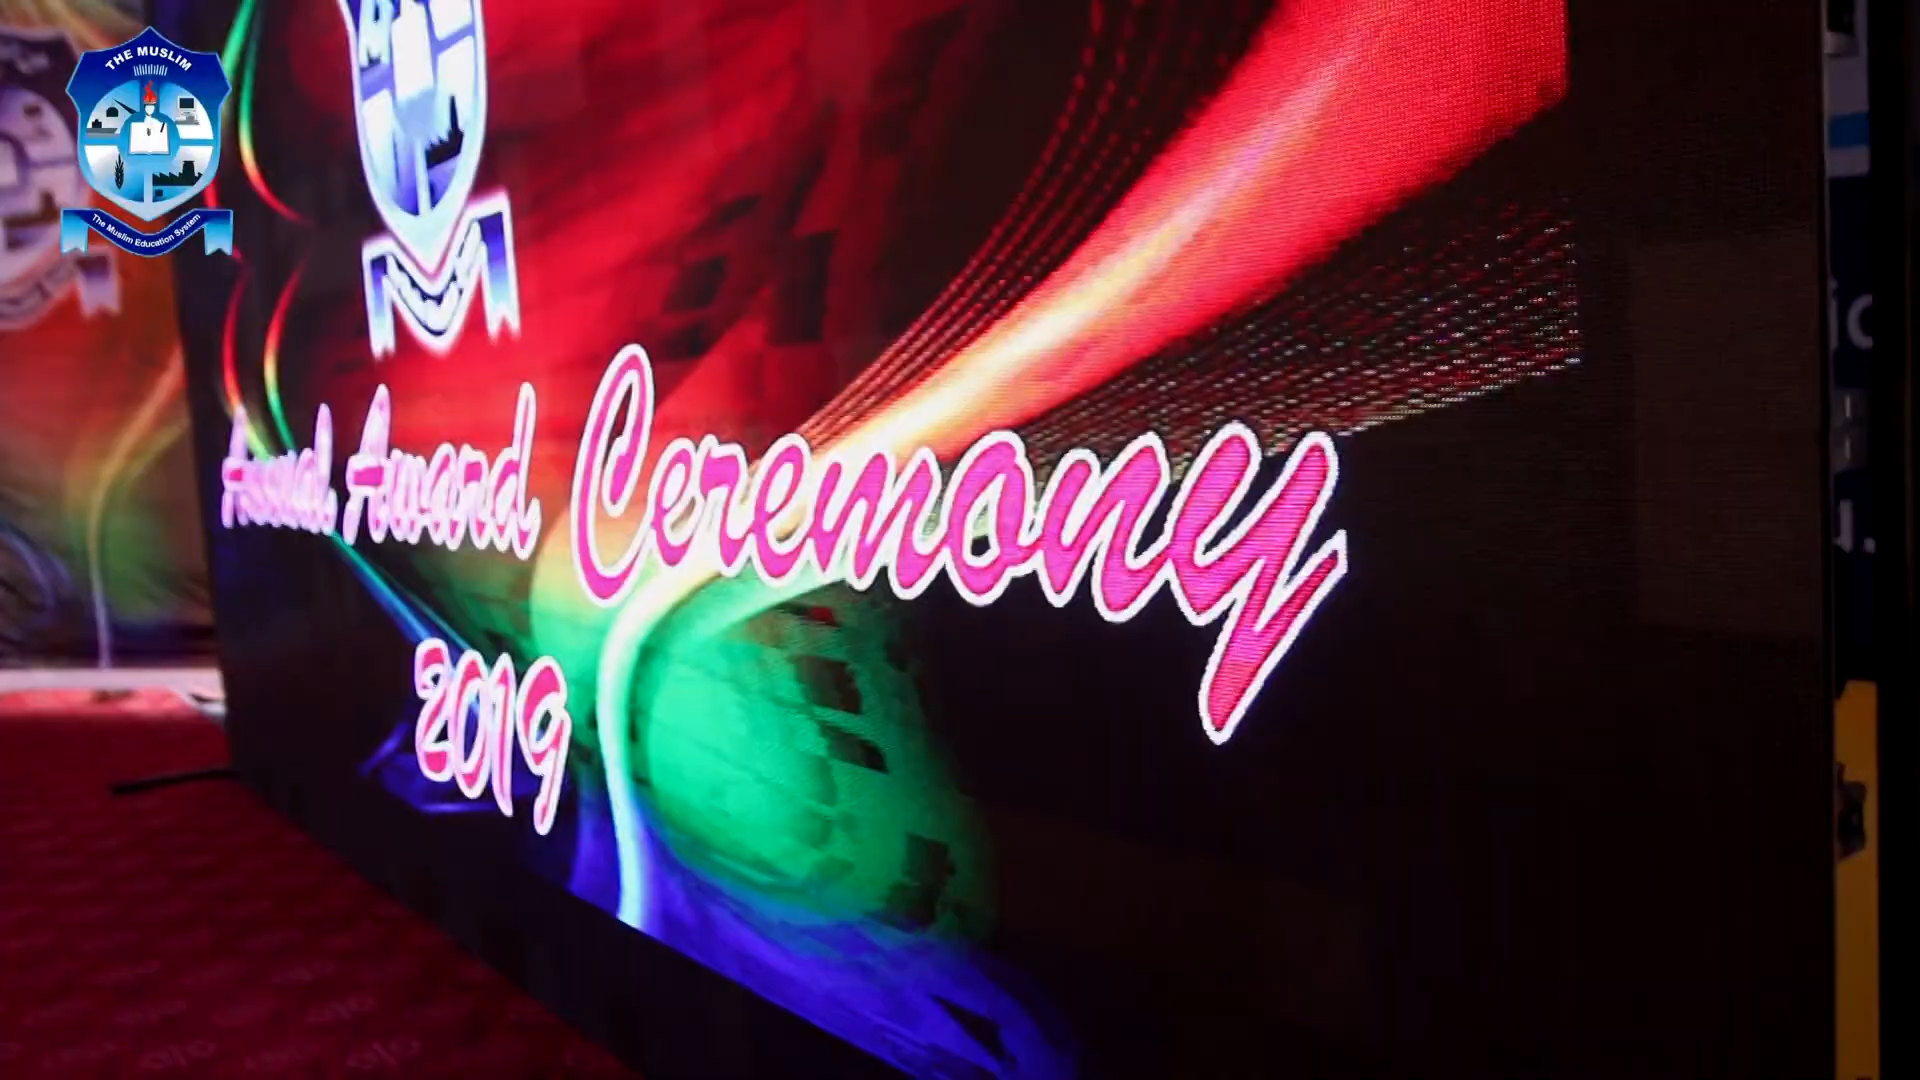 THE MUSLIM
The Muslim Education System
Annual Award Ceremony
2019